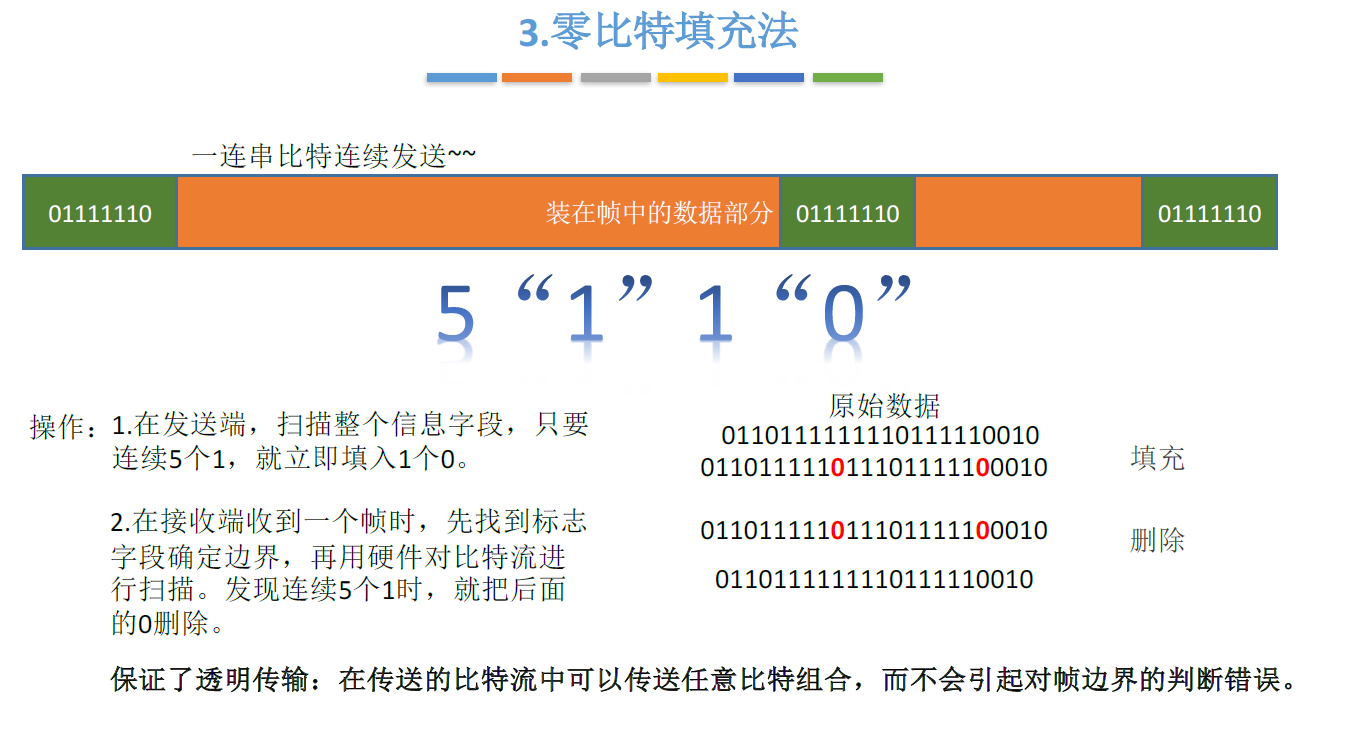 3.零比特填充法
一连串比特连续发送~~
01111110 装在帧中的数据部分 01111110 01111110
5 “1” 1 “0”
操作：1.在发送端，扫描整个信息字段，只要
连续5个1，就立即填入1个0。
2.在接收端收到一个帧时，先找到标志
字段确定边界，再用硬件对比特流进
行扫描。发现连续5个1时，就把后面
的0删除。
原始数据
0110111111110111110010
填充
011011111011101111100010
011011111011101111100010
删除
0110111111110111110010
保证了透明传输：在传送的比特流中可以传送任意比特组合，而不会引起对帧边界的判断错误。